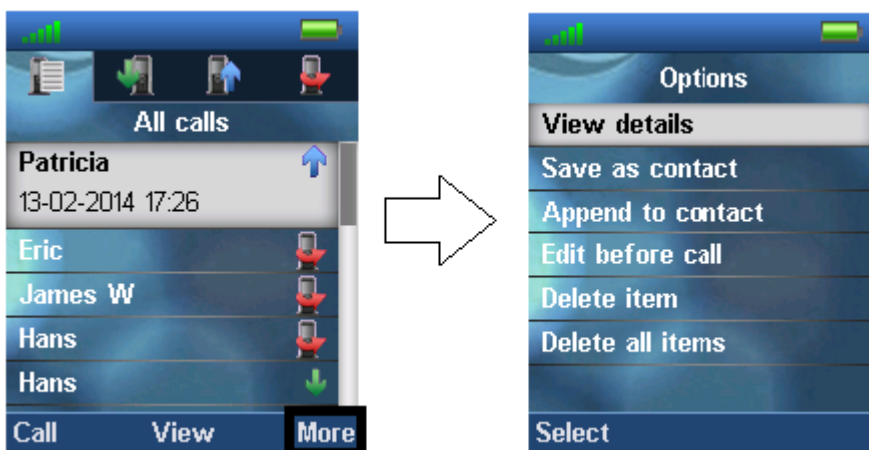 All calls
Patricia
13-02-2014 17:26
Eric
James W
Hans
Hans
Call View More
Options
View details
Save as contact
Append to contact
Edit before call
Delete item
Delete all items
Select